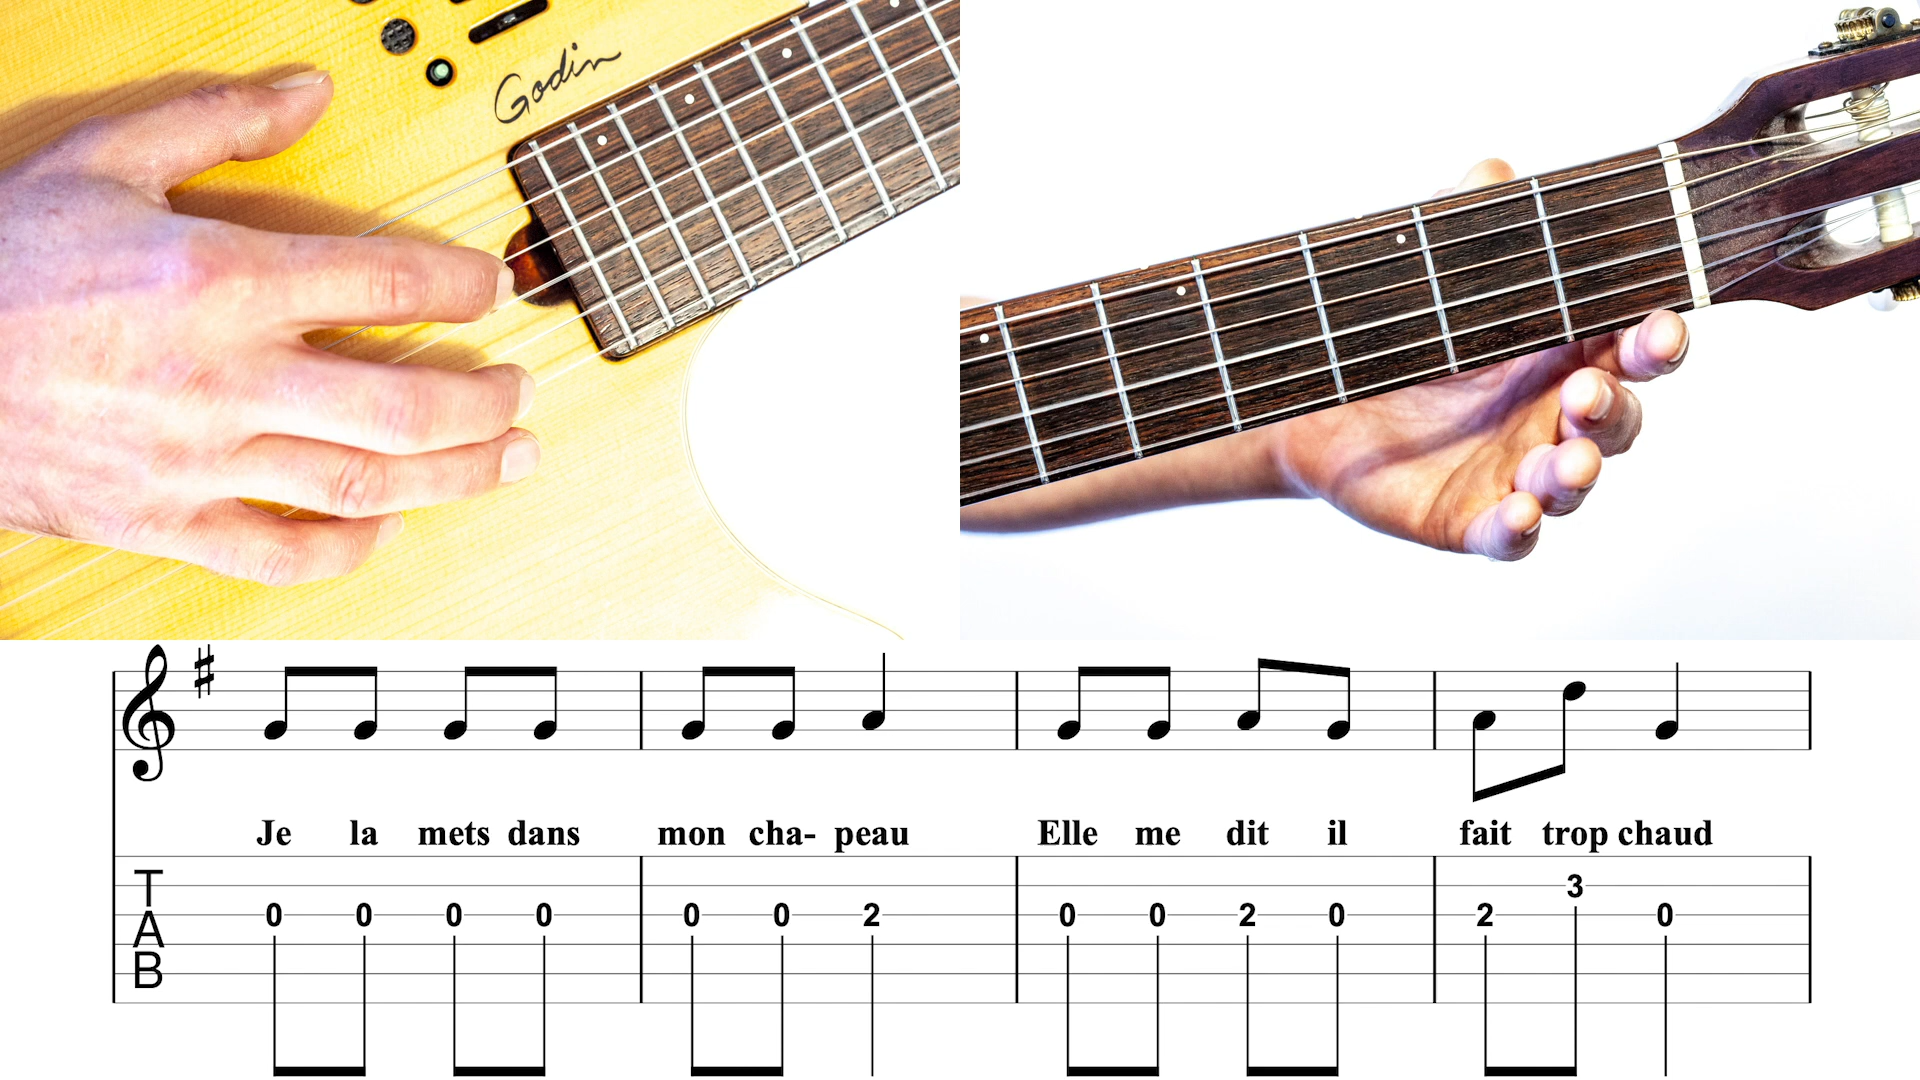 Godin
Je la mets dans mon cha- peau Elle me dit il fait trop chaud
T
A
B
3
0 0 0 0 0 0 2 0 0 2 0 2 0